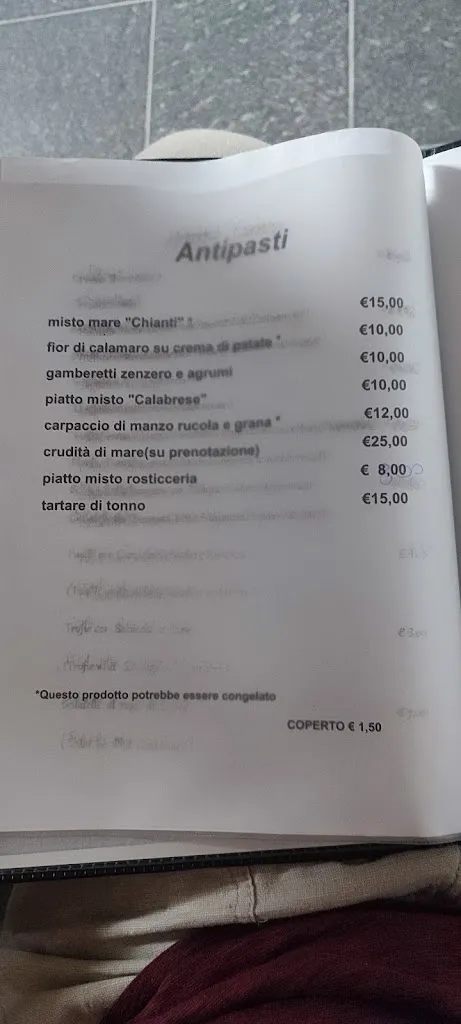 Antipasti
misto mare "Chianti" * €15,00
fior di calamaro su crema di patate * €10,00
gamberetti zenzero e agrumi €10,00
piatto misto "Calabrese" €10,00
carpaccio di manzo rucola e grana * €12,00
crudità di mare(su prenotazione) €25,00
piatto misto rosticceria € 8,00
tartare di tonno €15,00
*Questo prodotto potrebbe essere congelato
COPERTO € 1,50